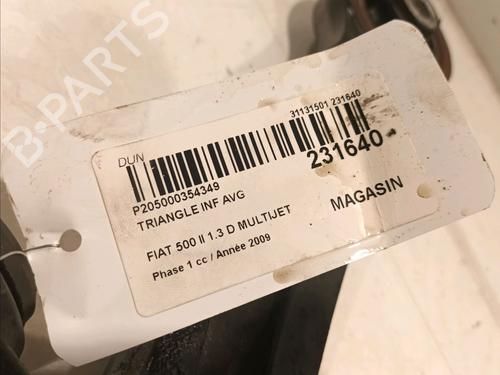 B-PARTS
DUN
31131501 231640
231640
P205000354349
TRIANGLE INF AVG
MAGASIN
FIAT 500 II 1.3 D MULTIJET
Phase 1 cc / Année 2009